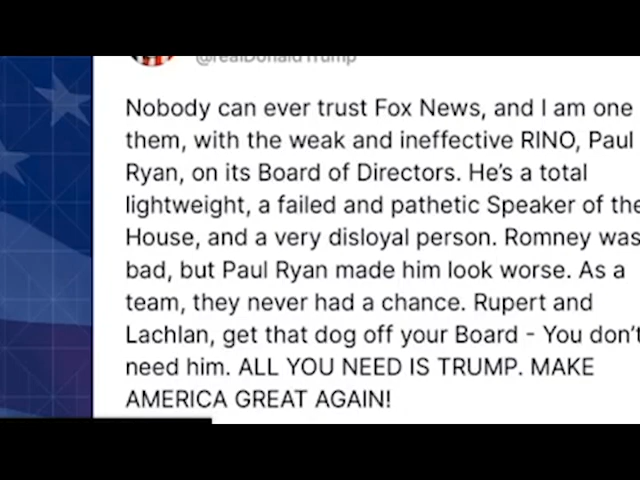 @realDonaldTrump
Nobody can ever trust Fox News, and I am one
them, with the weak and ineffective RINO, Paul
Ryan, on its Board of Directors. He's a total
lightweight, a failed and pathetic Speaker of the
House, and a very disloyal person. Romney was
bad, but Paul Ryan made him look worse. As a
team, they never had a chance. Rupert and
Lachlan, get that dog off your Board - You don't
need him. ALL YOU NEED IS TRUMP. MAKE
AMERICA GREAT AGAIN!